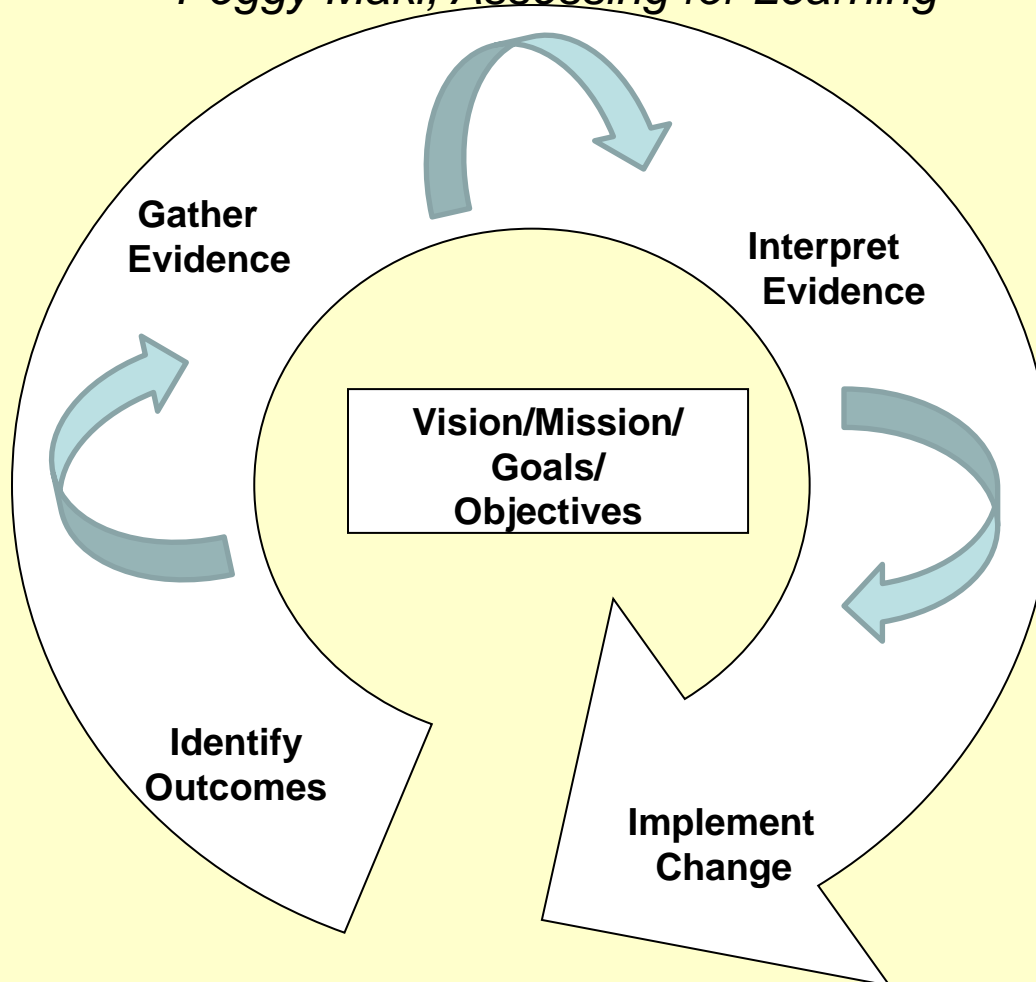 Peggy Maki, Assessing for Learning
Gather
Evidence
Interpret
Evidence
Vision/Mission/
Goals/
Objectives
Identify
Outcomes
Implement
Change